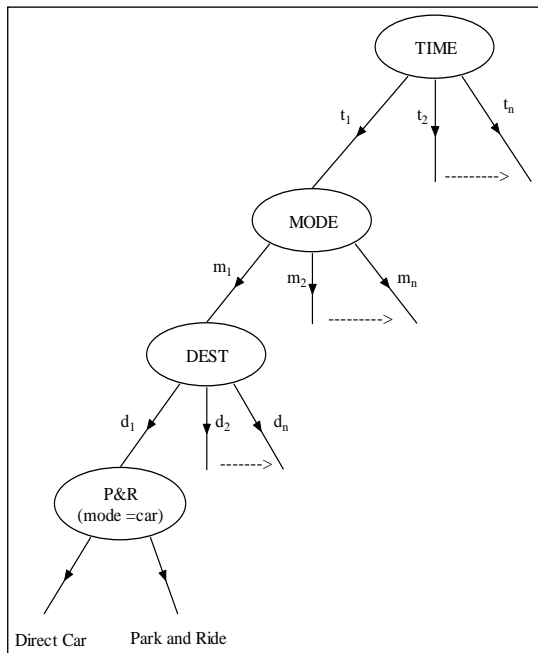 TIME
t1
t2
tn
MODE
m1
m2
mn
DEST
d1
d2
dn
P&R
(mode =car)
Direct Car
Park and Ride